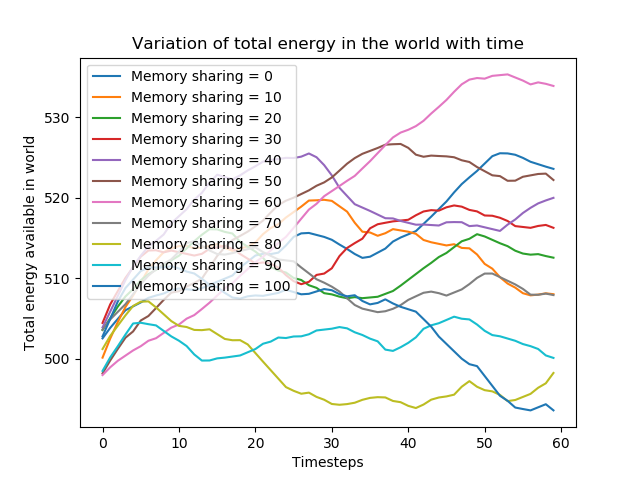 Variation of total energy in the world with time
Memory sharing = 0
Memory sharing = 10
Memory sharing = 20
Memory sharing = 30
Memory sharing = 40
Memory sharing = 50
Memory sharing = 60
Memory sharing = 70
Memory sharing = 80
Memory sharing = 90
Memory sharing = 100
Total energy available in world
530
520
510
500
0 10 20 30 40 50 60
Timesteps